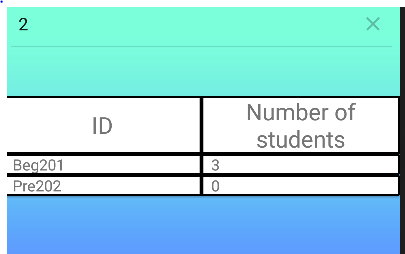 2
ID
Number of
students
Beg201
3
Pre202
0